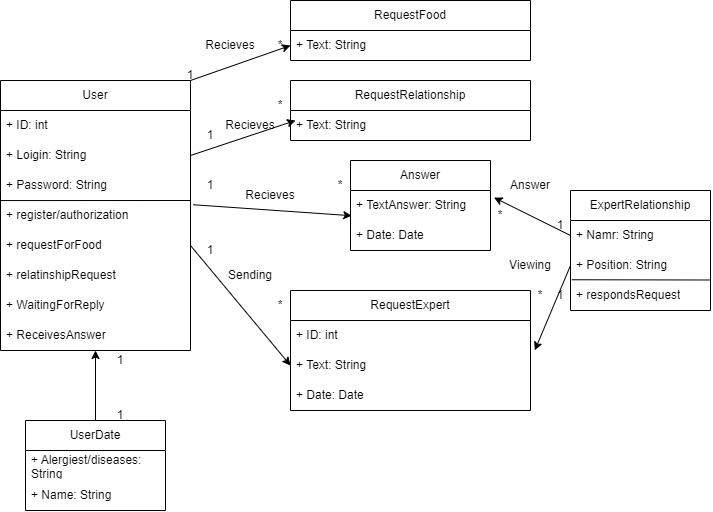 RequestFood
+ Text: String
Recieves
*
1
User
+ ID: int
+ Loigin: String
+ Password: String
+ register/authorization
+ requestForFood
+ relatinshipRequest
+ WaitingForReply
+ ReceivesAnswer
RequestRelationship
+ Text: String
*
Recieves
1
Answer
+ TextAnswer: String
+ Date: Date
1
*
Recieves
Answer
*
1
ExpertRelationship
+ Namr: String
+ Position: String
+ respondsRequest
1
Sending
*
Viewing
*
1
RequestExpert
+ ID: int
+ Text: String
+ Date: Date
1
1
UserDate
+ Alergiest/diseases:
String
+ Name: String